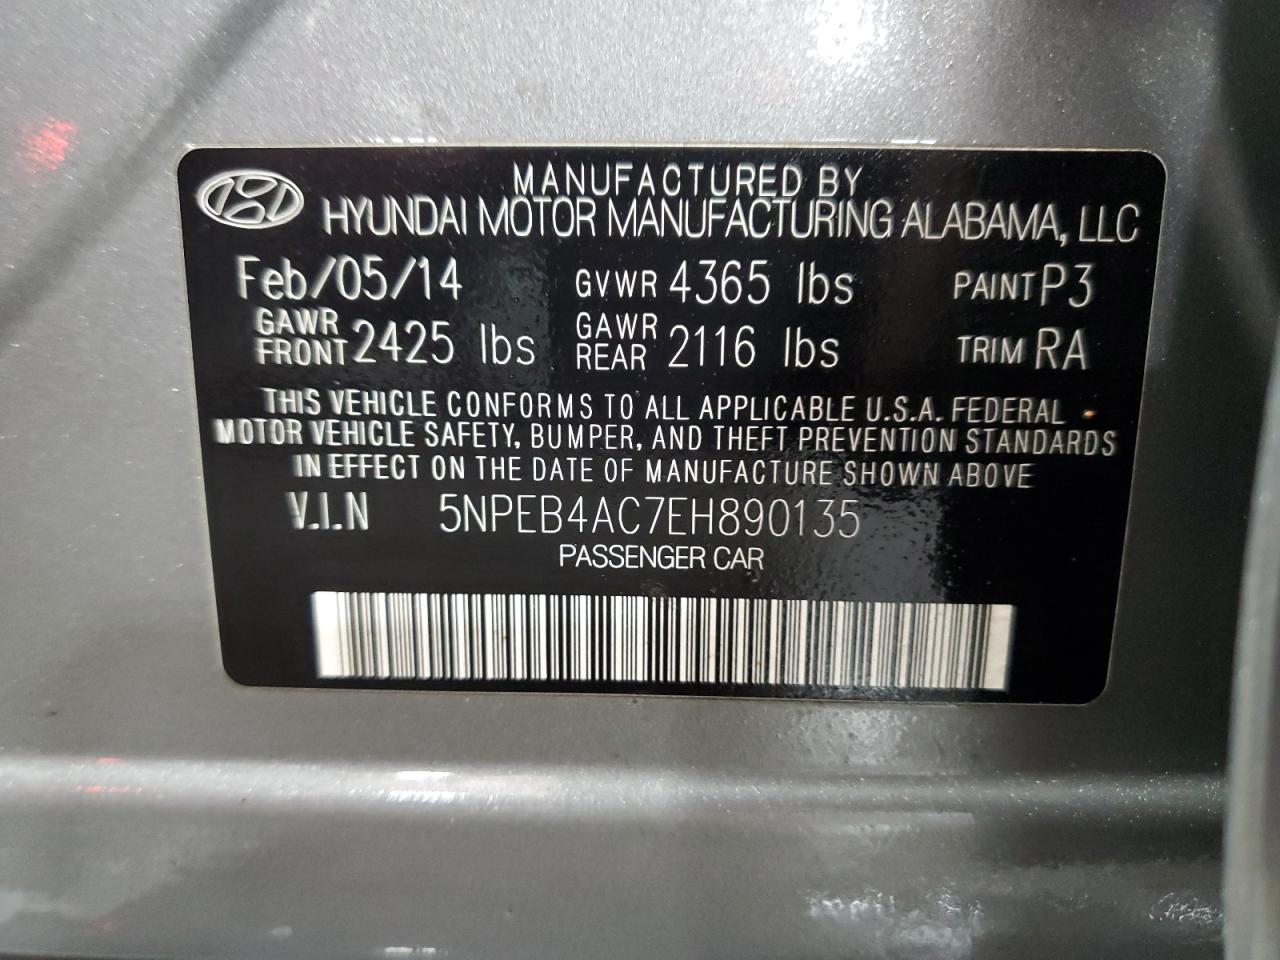 MANUFACTURED BY
HYUNDAI MOTOR MANUFACTURING ALABAMA, LLC
Feb/05/14 GVWR 4365 lbs PAINT P3
GAWR FRONT 2425 lbs GAWR REAR 2116 lbs TRIM RA
THIS VEHICLE CONFORMS TO ALL APPLICABLE U.S.A. FEDERAL
MOTOR VEHICLE SAFETY, BUMPER, AND THEFT PREVENTION STANDARDS
IN EFFECT ON THE DATE OF MANUFACTURE SHOWN ABOVE
V.I.N 5NPEB4AC7EH890135
PASSENGER CAR